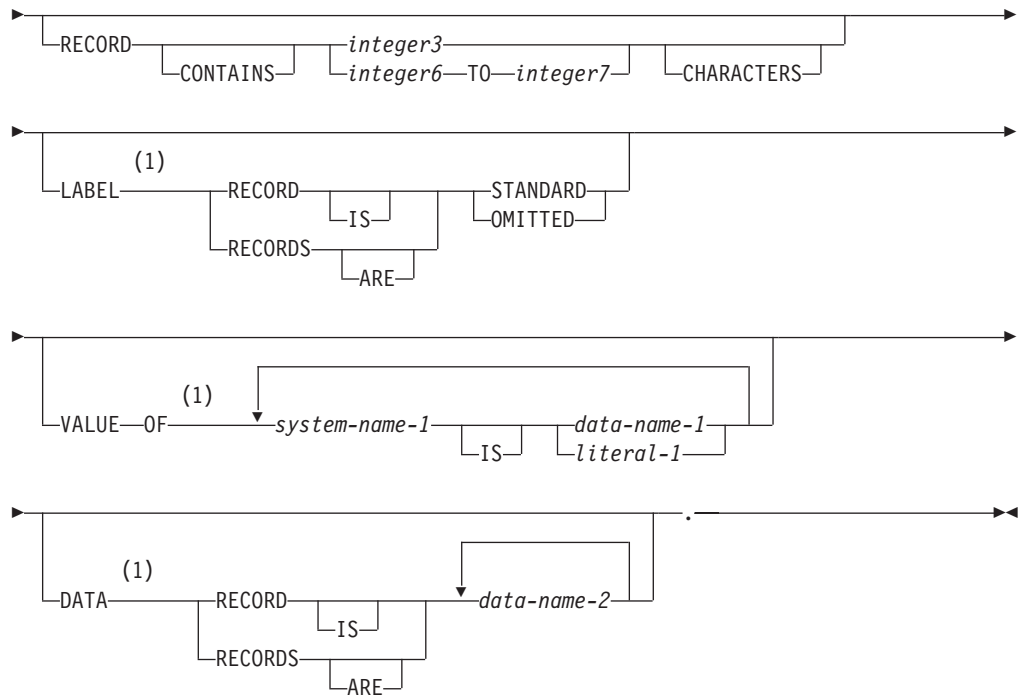 RECORD CONTAINS integer3 CHARACTERS
integer6 TO integer7
LABEL (1) RECORD IS STANDARD
OMITTED
RECORDS ARE
VALUE OF (1) system-name-1 IS data-name-1
literal-1
DATA (1) RECORD IS data-name-2 .
RECORDS ARE